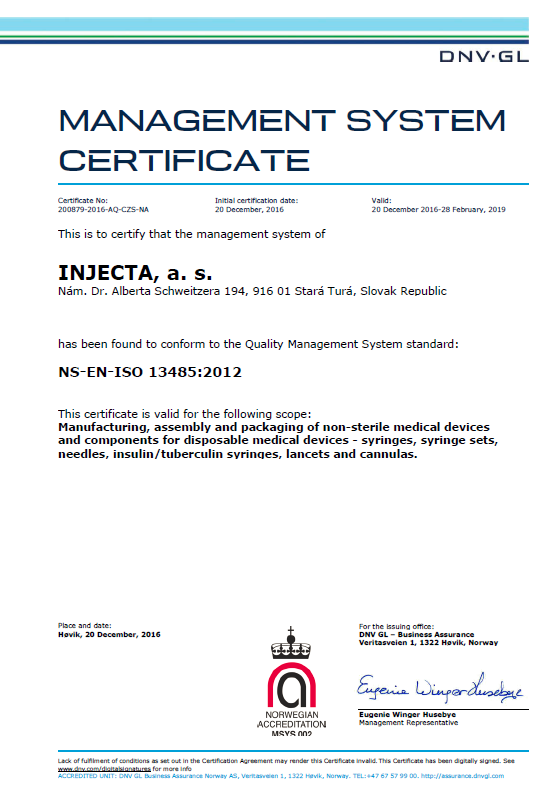 DNV·GL
MANAGEMENT SYSTEM
CERTIFICATE
Certificate No:
200879-2016-AQ-CZS-NA
Initial certification date:
20 December, 2016
Valid:
20 December 2016-28 February, 2019
This is to certify that the management system of
INJECTA, a. s.
Nám. Dr. Alberta Schweitzera 194, 916 01 Stará Turá, Slovak Republic
has been found to conform to the Quality Management System standard:
NS-EN-ISO 13485:2012
This certificate is valid for the following scope:
Manufacturing, assembly and packaging of non-sterile medical devices
and components for disposable medical devices - syringes, syringe sets,
needles, insulin/tuberculin syringes, lancets and cannulas.
Place and date:
Høvik, 20 December, 2016
NORWEGIAN
ACCREDITATION
MSYS 002
For the issuing office:
DNV GL – Business Assurance
Veritasveien 1, 1322 Høvik, Norway
Eugenie Winger Husebye
Eugenie Winger Husebye
Management Representative
Lack of fulfilment of conditions as set out in the Certification Agreement may render this Certificate invalid. This Certificate has been digitally signed. See
www.dnv.com/digitalsignatures for more info
ACCREDITED UNIT: DNV GL Business Assurance Norway AS, Veritasveien 1, 1322 Høvik, Norway. TEL:+47 67 57 99 00. http://assurance.dnvgl.com